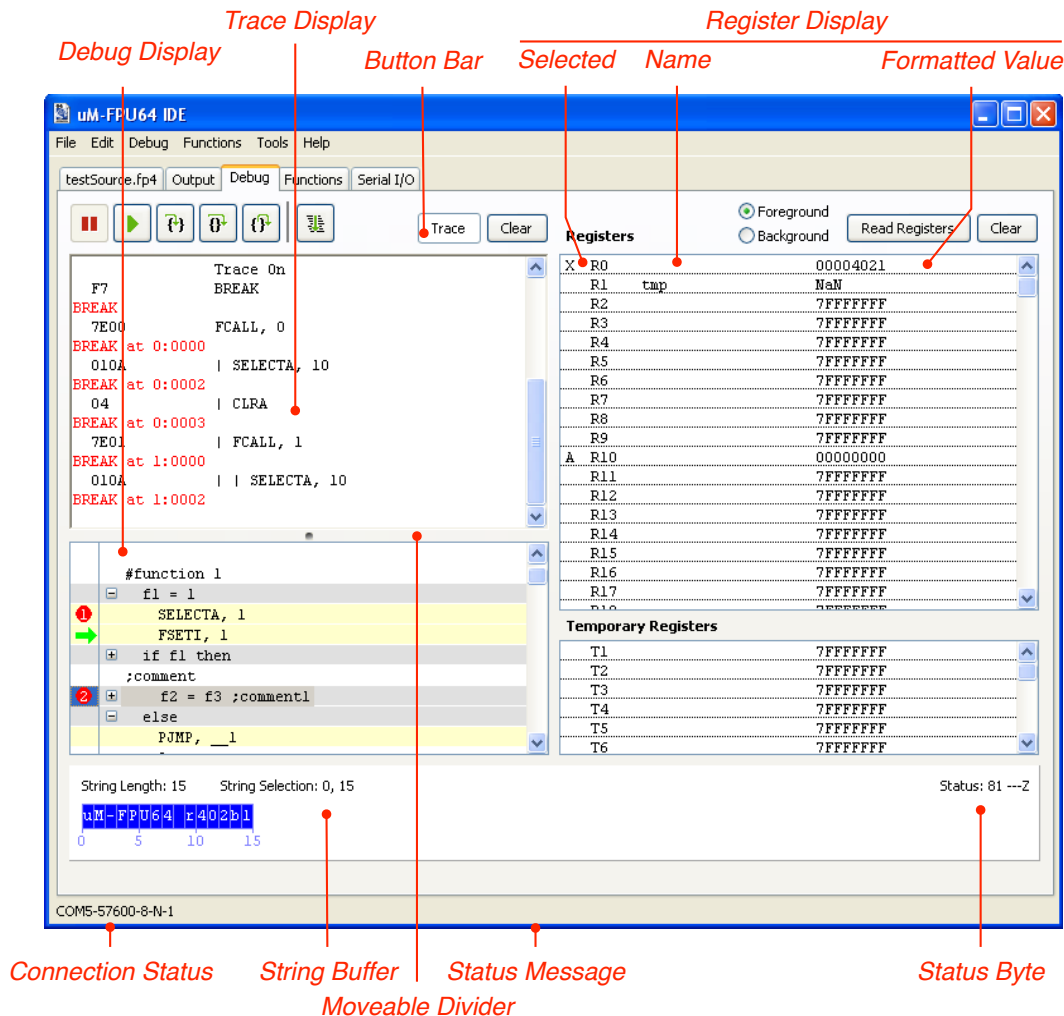 Trace Display
Register Display
Debug Display
Button Bar
Selected Name Formatted Value
uM-FPU64 IDE
File Edit Debug Functions Tools Help
testSource.fp4 Output Debug Functions Serial I/O
{} {} {} Trace Clear
Registers
Foreground
Background
Read Registers Clear
Trace On
F7 BREAK
BREAK
7E00 FCALL, 0
BREAK at 0:0000
010A | SELECTA, 10
BREAK at 0:0002
04 | CLRA
BREAK at 0:0003
7E01 | FCALL, 1
BREAK at 1:0000
010A | | SELECTA, 10
BREAK at 1:0002
X R0 00004021
R1 tmp NaN
R2 7FFFFFFF
R3 7FFFFFFF
R4 7FFFFFFF
R5 7FFFFFFF
R6 7FFFFFFF
R7 7FFFFFFF
R8 7FFFFFFF
R9 7FFFFFFF
A R10 00000000
R11 7FFFFFFF
R12 7FFFFFFF
R13 7FFFFFFF
R14 7FFFFFFF
R15 7FFFFFFF
R16 7FFFFFFF
R17 7FFFFFFF
R18 7FFFFFFF
#function 1
f1 = 1
1 SELECTA, 1
FSETI, 1
if f1 then
;comment
2 f2 = f3 ;comment1
else
PJMP, __1
Temporary Registers
T1 7FFFFFFF
T2 7FFFFFFF
T3 7FFFFFFF
T4 7FFFFFFF
T5 7FFFFFFF
T6 7FFFFFFF
String Length: 15 String Selection: 0, 15 Status: 81 ---Z
uM-FPU64 r402b1
0 5 10 15
COM5-57600-8-N-1
Connection Status String Buffer Status Message Status Byte
Moveable Divider